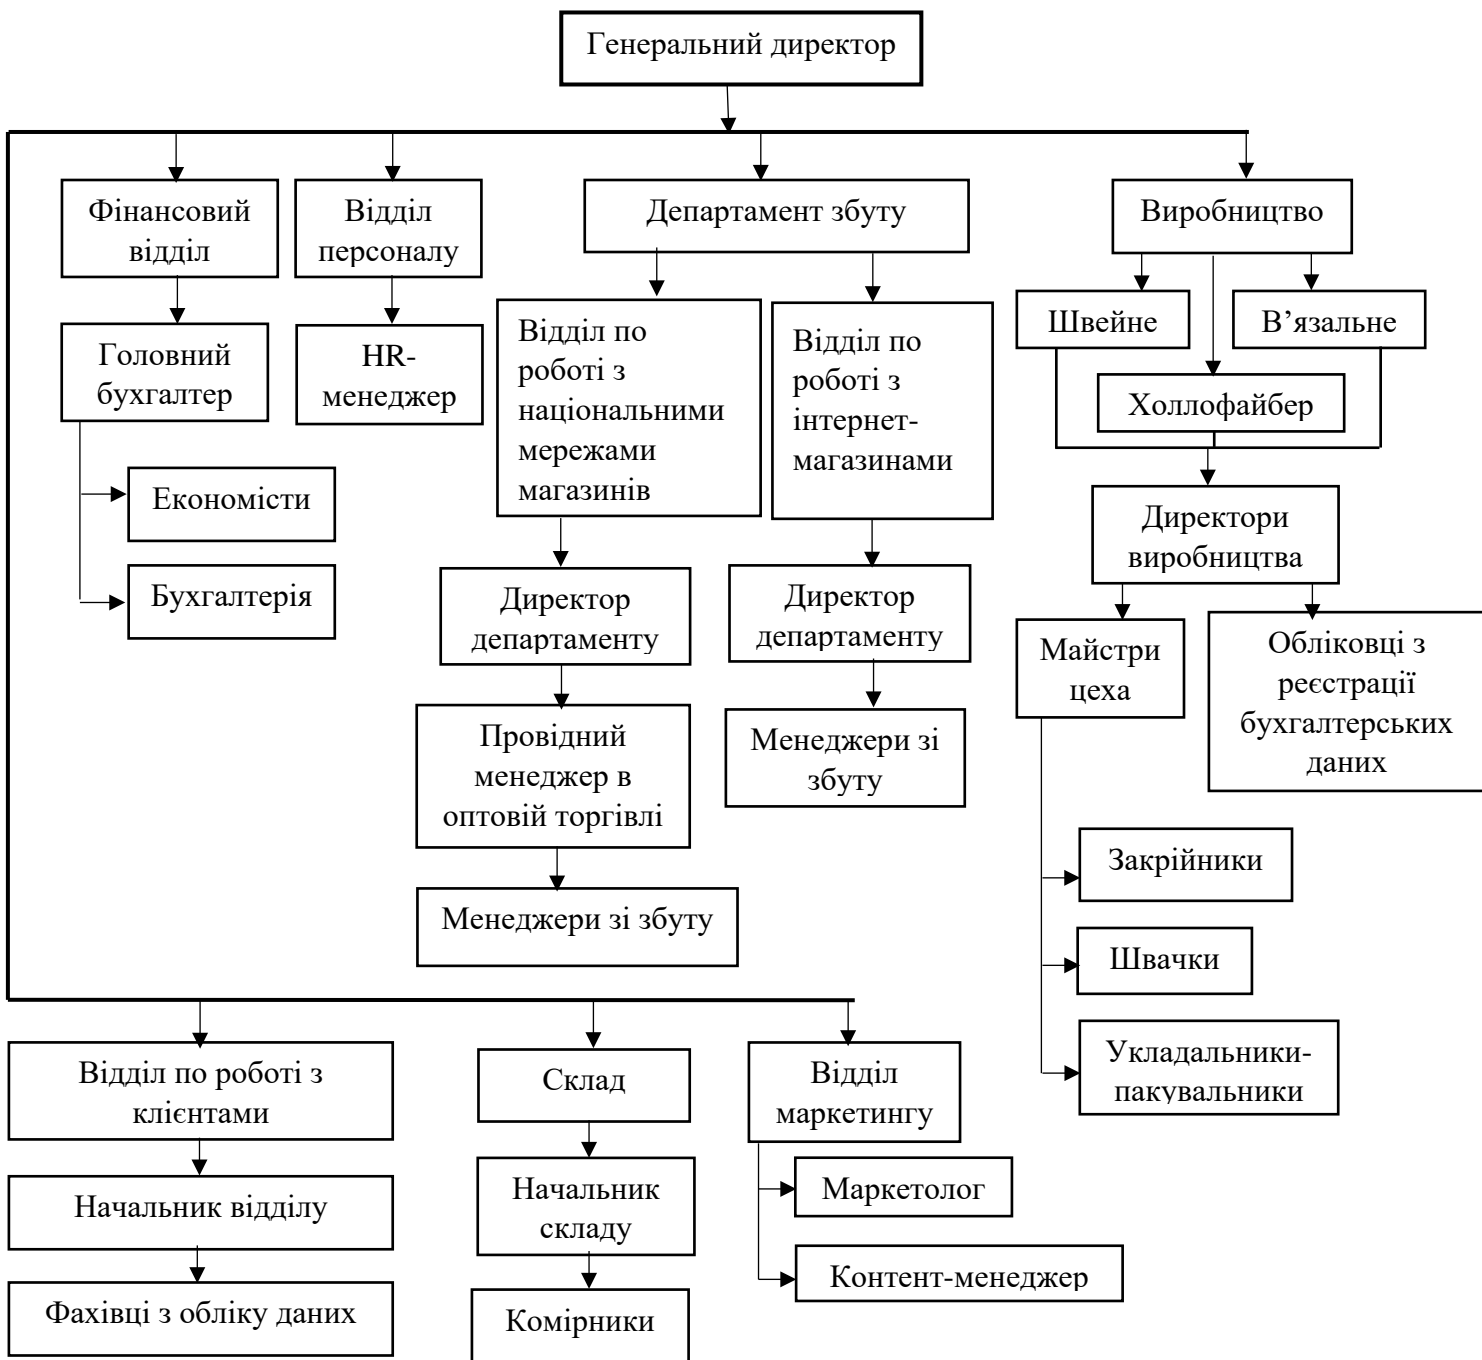 Генеральний директор
Фінансовий
відділ
Відділ
персоналу
Департамент збуту
Виробництво
Головний
бухгалтер
HR-
менеджер
Відділ по
роботі з
національними
мережами
магазинів
Відділ по
роботі з
інтернет-
магазинами
Швейне
В’язальне
Холлофайбер
Економісти
Бухгалтерія
Директор
департаменту
Директор
департаменту
Директори
виробництва
Майстри
цеха
Обліковці з
реєстрації
бухгалтерських
даних
Провідний
менеджер в
оптовій торгівлі
Менеджери зі
збуту
Менеджери зі збуту
Закрійники
Швачки
Укладальники-
пакувальники
Відділ по роботі з
клієнтами
Склад
Відділ
маркетингу
Начальник відділу
Начальник
складу
Маркетолог
Контент-менеджер
Фахівці з обліку даних
Комірники